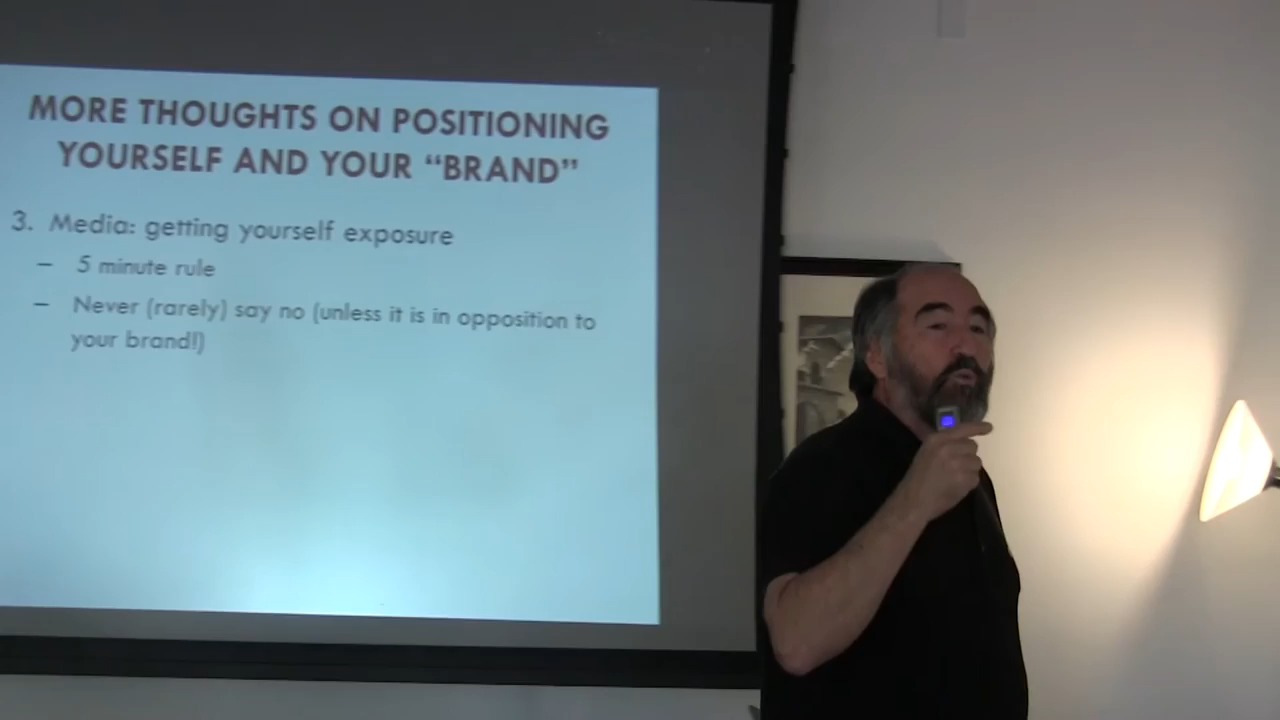 MORE THOUGHTS ON POSITIONING
YOURSELF AND YOUR “BRAND”
3. Media: getting yourself exposure
– 5 minute rule
– Never (rarely) say no (unless it is in opposition to
your brand!)